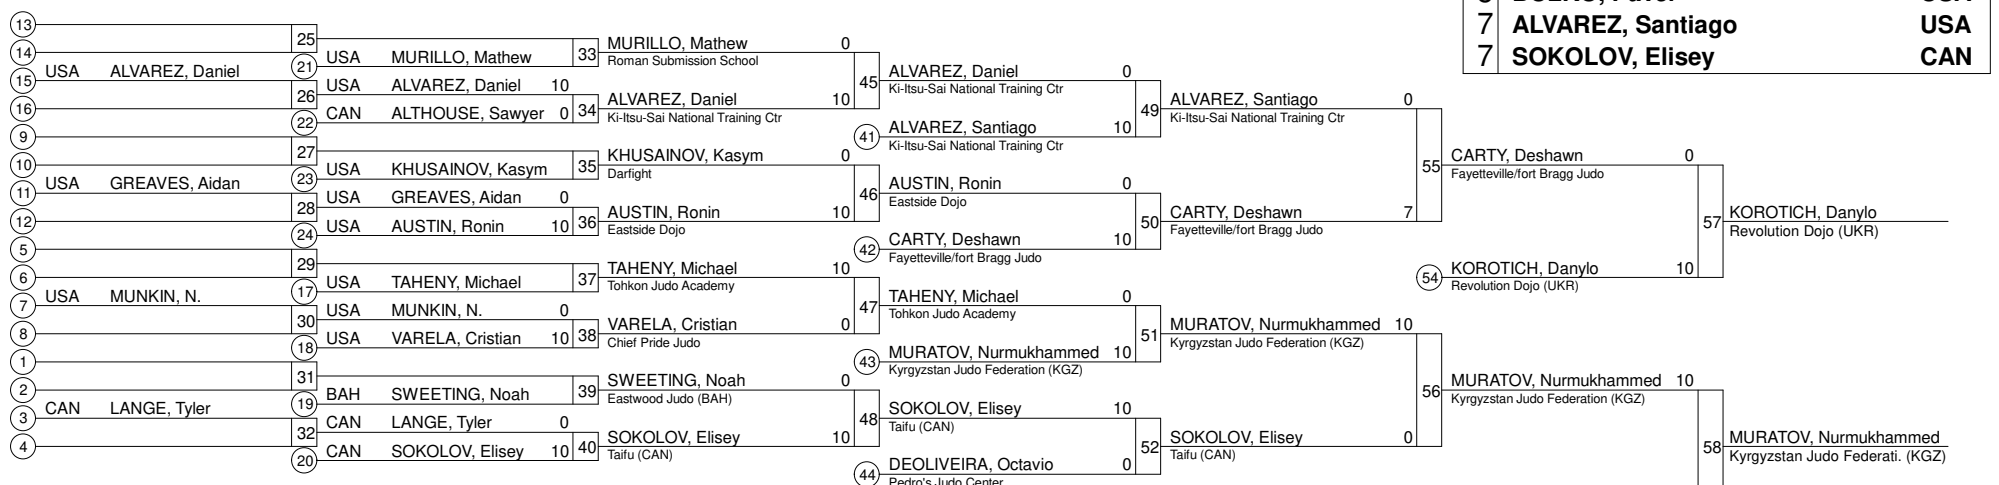 13
25
MURILLO, Mathew 0
14
USA MURILLO, Mathew 33
Roman Submission School
15 USA ALVAREZ, Daniel
21
ALVAREZ, Daniel 0
45
Ki-Itsu-Sai National Training Ctr
USA ALVAREZ, Daniel 10
26
ALVAREZ, Daniel 10
16
CAN ALTHOUSE, Sawyer 0 34
Ki-Itsu-Sai National Training Ctr
22
49
ALVAREZ, Santiago 0
Ki-Itsu-Sai National Training Ctr
9
41 ALVAREZ, Santiago 10
Ki-Itsu-Sai National Training Ctr
27
KHUSAINOV, Kasym 0
10
USA KHUSAINOV, Kasym 35
Darfight
23
55
CARTY, Deshawn 0
Fayetteville/fort Bragg Judo
11 USA GREAVES, Aidan
AUSTIN, Ronin 0
46
Eastside Dojo
USA GREAVES, Aidan 0
28
AUSTIN, Ronin 10
12
USA AUSTIN, Ronin 10 36
Eastside Dojo
24
50
CARTY, Deshawn 7
Fayetteville/fort Bragg Judo
57
KOROTICH, Danylo
Revolution Dojo (UKR)
5
42 CARTY, Deshawn 10
Fayetteville/fort Bragg Judo
29
TAHENY, Michael 10
6
USA TAHENY, Michael 37
Tohkon Judo Academy
17
54 KOROTICH, Danylo 10
Revolution Dojo (UKR)
7 USA MUNKIN, N.
TAHENY, Michael 0
47
Tohkon Judo Academy
USA MUNKIN, N. 0
30
VARELA, Cristian 0
8
USA VARELA, Cristian 10 38
Chief Pride Judo
18
51
MURATOV, Nurmukhammed 10
Kyrgyzstan Judo Federation (KGZ)
1
43 MURATOV, Nurmukhammed 10
Kyrgyzstan Judo Federation (KGZ)
31
SWEETING, Noah 0
2
BAH SWEETING, Noah 39
Eastwood Judo (BAH)
19
56
MURATOV, Nurmukhammed 10
Kyrgyzstan Judo Federation (KGZ)
3 CAN LANGE, Tyler
SOKOLOV, Elisey 10
48
Taifu (CAN)
CAN LANGE, Tyler 0
32
SOKOLOV, Elisey 10
4
CAN SOKOLOV, Elisey 10 40
Taifu (CAN)
20
52
SOKOLOV, Elisey 0
Taifu (CAN)
58
MURATOV, Nurmukhammed
Kyrgyzstan Judo Federati. (KGZ)
44 DEOLIVEIRA, Octavio 0
Pedro's Judo Center
7 ALVAREZ, Santiago USA
7 SOKOLOV, Elisey CAN